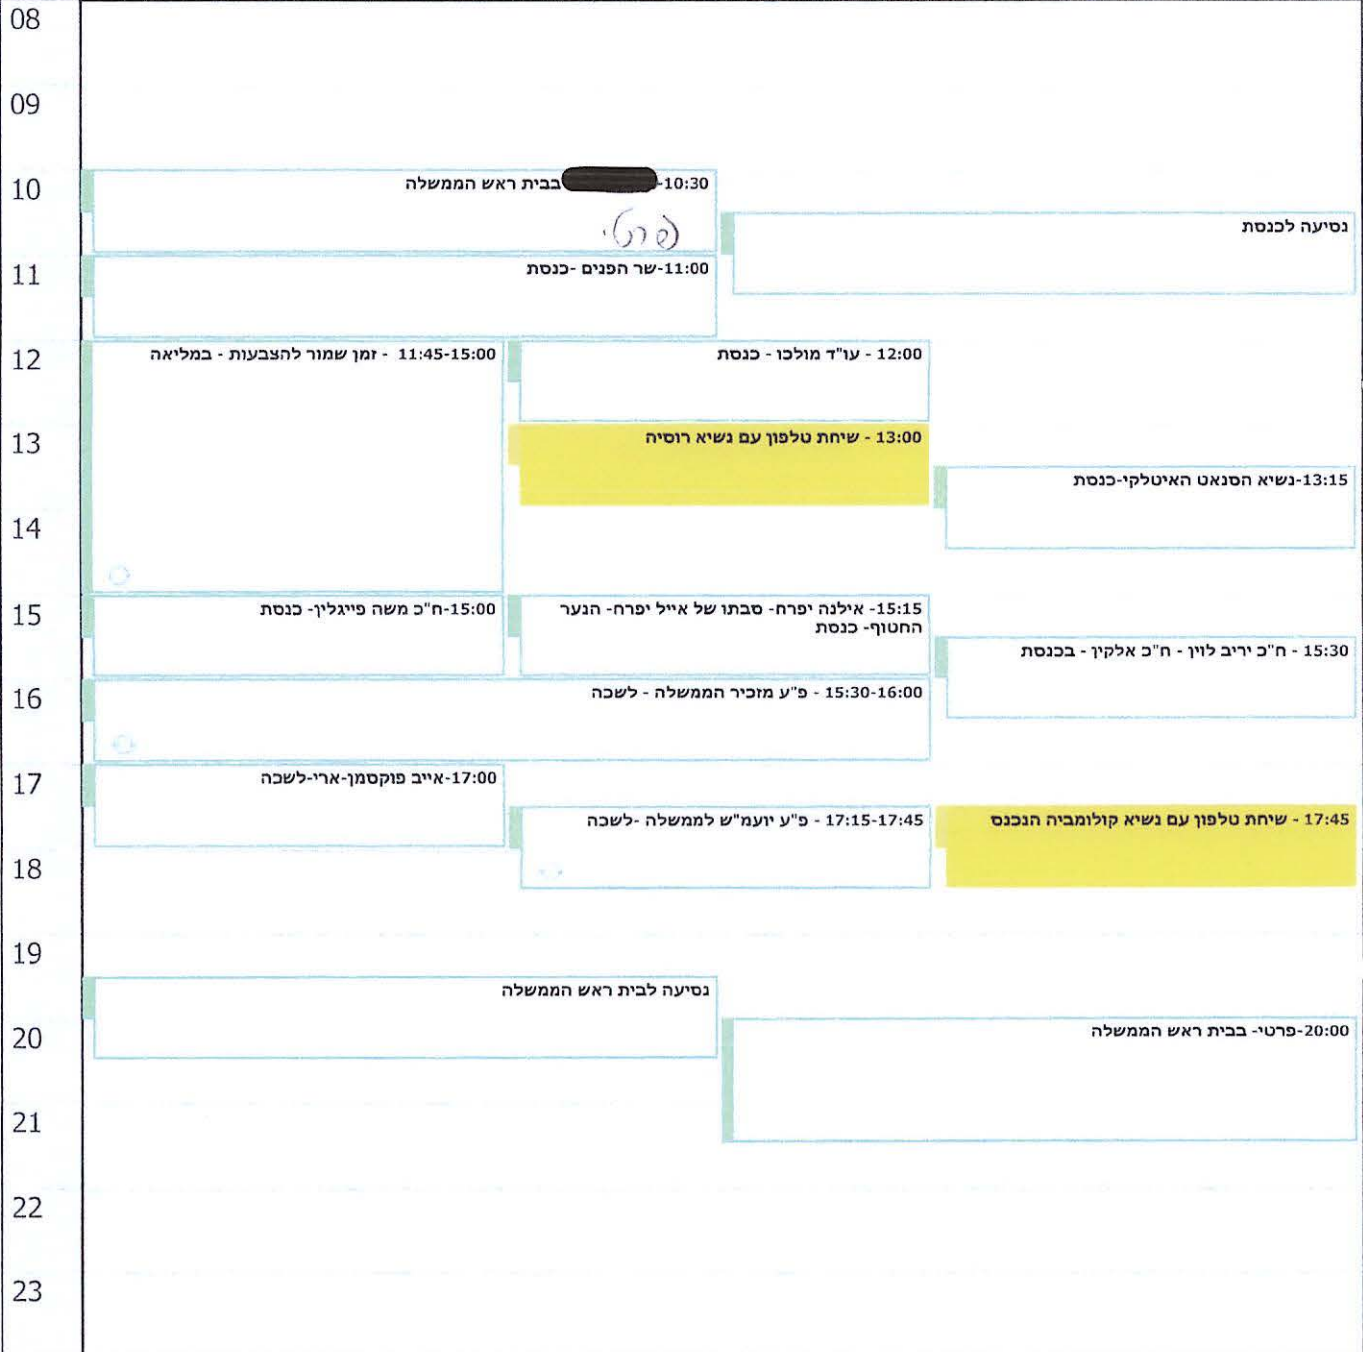 08
09
10
10:30- בבית ראש הממשלה
פרטי
נסיעה לכנסת
11
11:00-שר הפנים -כנסת
12
11:45-15:00 - זמן שמור להצבעות - במליאה
12:00 - עו"ד מולכו - כנסת
13
13:00 - שיחת טלפון עם נשיא רוסיה
13:15-נשיא הסנאט האיטלקי-כנסת
14
15
15:00-ח"כ משה פייגלין- כנסת
15:15- אילנה יפרח- סבתו של אייל יפרח- הנער
החטוף- כנסת
15:30 - ח"כ יריב לוין - ח"כ אלקין - בכנסת
16
15:30-16:00 - פ"ע מזכיר הממשלה - לשכה
17
17:00-אייב פוקסמן-ארי-לשכה
17:15-17:45 - פ"ע יועמ"ש לממשלה -לשכה
17:45 - שיחת טלפון עם נשיא קולומביה הנכנס
18
19
נסיעה לבית ראש הממשלה
20
20:00-פרטי- בבית ראש הממשלה
21
22
23